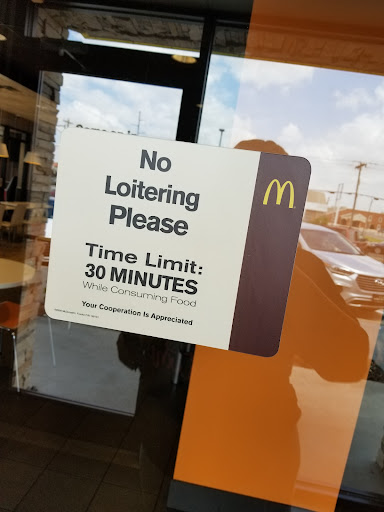 No
Loitering
Please
Time Limit:
30 MINUTES
While Consuming Food
Your Cooperation Is Appreciated